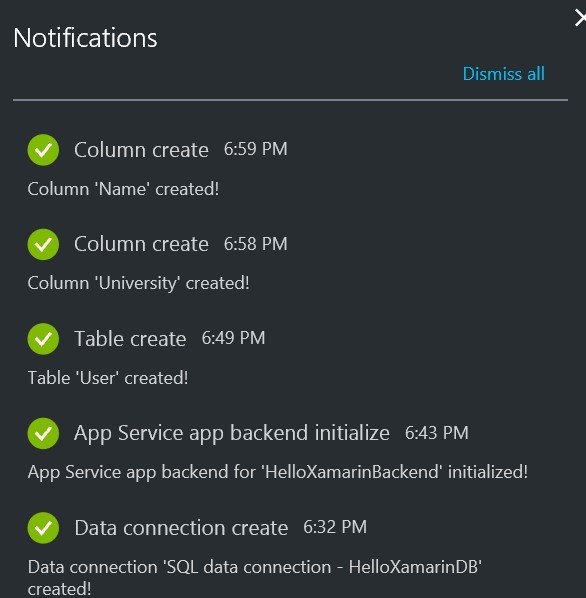 Notifications
Dismiss all
Column create 6:59 PM
Column 'Name' created!
Column create 6:58 PM
Column 'University' created!
Table create 6:49 PM
Table 'User' created!
App Service app backend initialize 6:43 PM
App Service app backend for 'HelloXamarinBackend' initialized!
Data connection create 6:32 PM
Data connection 'SQL data connection - HelloXamarinDB'
created!